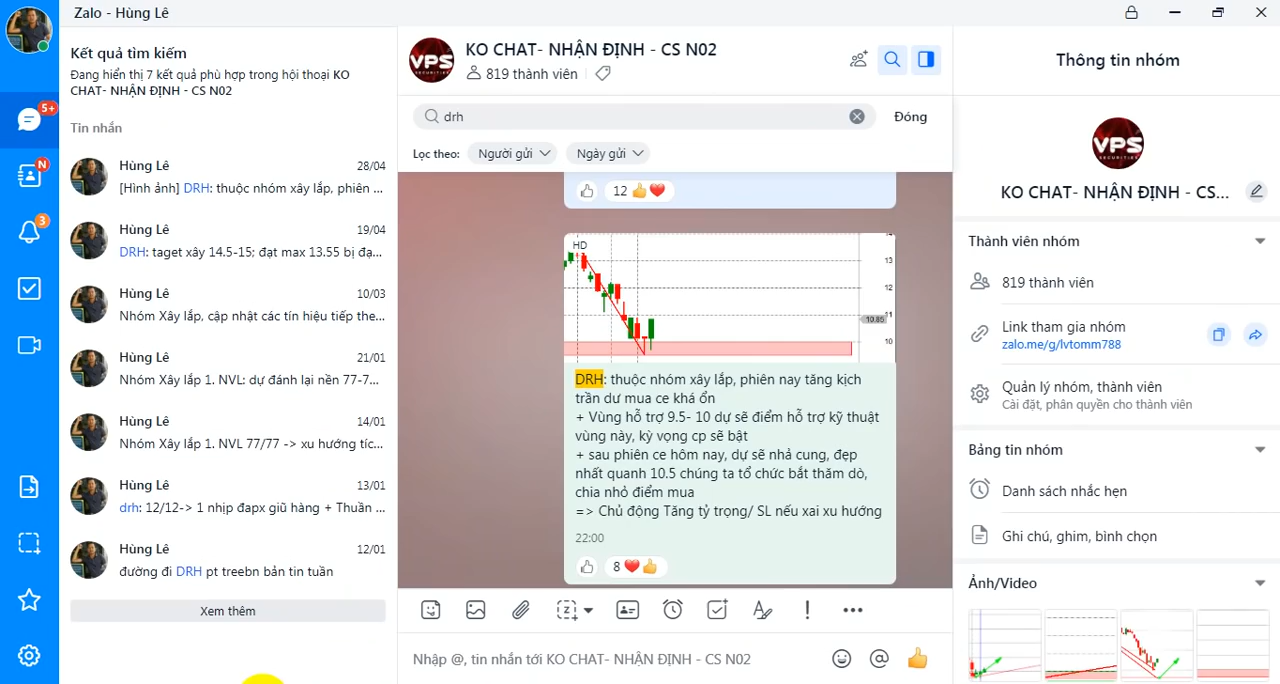 Zalo - Hùng Lê
5+
N
3
Kết quả tìm kiếm
Đang hiển thị 7 kết quả phù hợp trong hội thoại KO
CHAT- NHẬN ĐỊNH - CS N02
Tin nhắn
Hùng Lê
28/04
[Hình ảnh] DRH: thuộc nhóm xây lắp, phiên ...
Hùng Lê
19/04
DRH: taget xây 14.5-15; đạt max 13.55 bị đạ...
Hùng Lê
10/03
Nhóm Xây lắp, cập nhật các tín hiệu tiếp the...
Hùng Lê
21/01
Nhóm Xây lắp 1. NVL: dự đánh lại nền 77-7...
Hùng Lê
14/01
Nhóm Xây lắp 1. NVL 77/77 -> xu hướng tíc...
Hùng Lê
13/01
drh: 12/12-> 1 nhịp đapx giũ hàng + Thuần ...
Hùng Lê
12/01
đường đi DRH pt treebn bản tin tuần
Xem thêm
VPS
SECURITIES
KO CHAT- NHẬN ĐỊNH - CS N02
819 thành viên
drh
Đóng
Lọc theo:
Người gửi
Ngày gửi
12
HD
13
12
11
10.85
10
DRH: thuộc nhóm xây lắp, phiên nay tăng kịch
trần dư mua ce khá ổn
+ Vùng hỗ trợ 9.5- 10 dự sẽ điểm hỗ trợ kỹ thuật
vùng này, kỳ vọng cp sẽ bật
+ sau phiên ce hôm nay, dự sẽ nhả cung, đẹp
nhất quanh 10.5 chúng ta tổ chức bắt thăm dò,
chia nhỏ điểm mua
=> Chủ động Tăng tỷ trọng/ SL nếu xai xu hướng
22:00
8
Nhập @, tin nhắn tới KO CHAT- NHẬN ĐỊNH - CS N02
Thông tin nhóm
VPS
SECURITIES
KO CHAT- NHẬN ĐỊNH - CS...
Thành viên nhóm
819 thành viên
Link tham gia nhóm
zalo.me/g/lvtomm788
Quản lý nhóm, thành viên
Cài đặt, phân quyền cho thành viên
Bảng tin nhóm
Danh sách nhắc hẹn
Ghi chú, ghim, bình chọn
Ảnh/Video